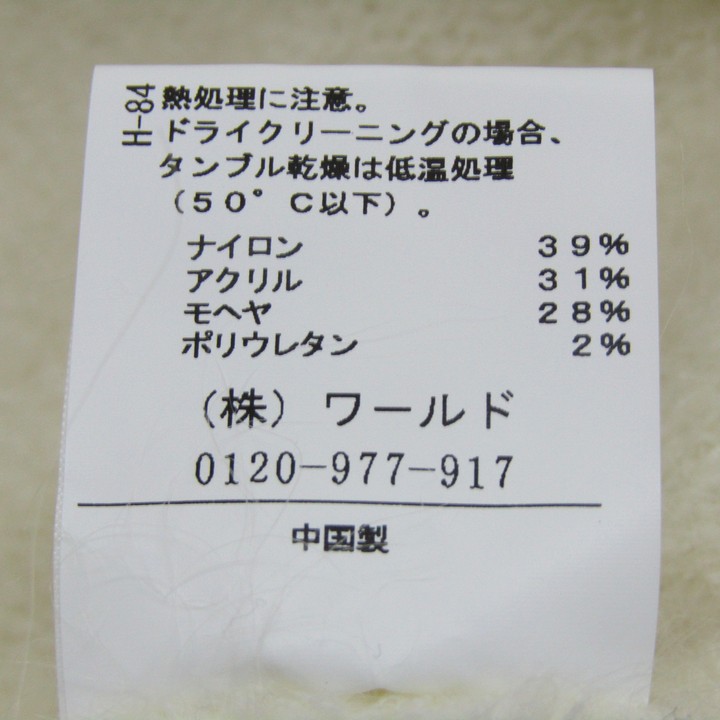 H-84
熱処理に注意。
ドライクリーニングの場合、
タンブル乾燥は低温処理
(50°C以下)。
ナイロン 39%
アクリル 31%
モヘヤ 28%
ポリウレタン 2%
(株) ワールド
0120-977-917
中国製